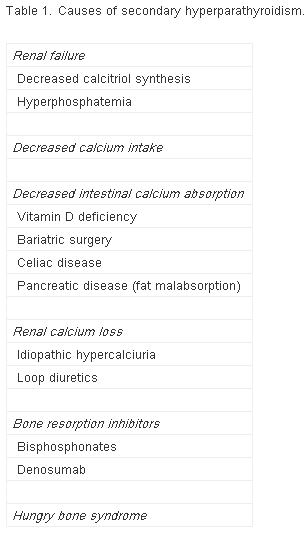 Table 1. Causes of secondary hyperparathyroidism.
Renal failure
Decreased calcitriol synthesis
Hyperphosphatemia
Decreased calcium intake
Decreased intestinal calcium absorption
Vitamin D deficiency
Bariatric surgery
Celiac disease
Pancreatic disease (fat malabsorption)
Renal calcium loss
Idiopathic hypercalciuria
Loop diuretics
Bone resorption inhibitors
Bisphosphonates
Denosumab
Hungry bone syndrome